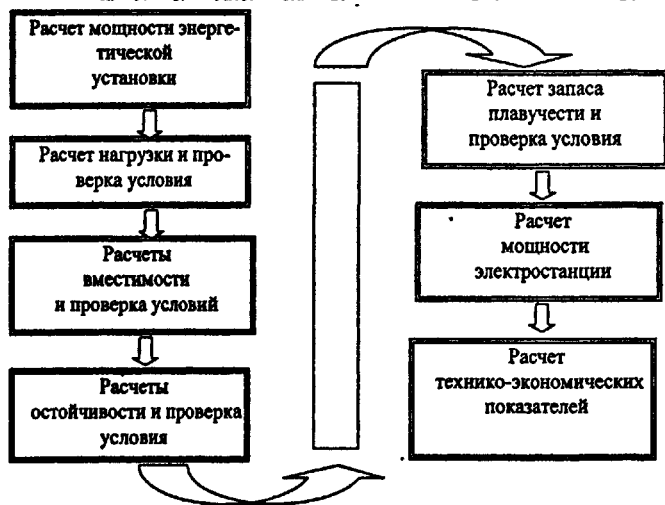 Расчет мощности энерге-
тической
установки
Расчет нагрузки и про-
верка условия
Расчеты
вместимости
и проверка условий
Расчеты
остойчивости и проверка
условия
Расчет запаса
плавучести и
проверка условия
Расчет
мощности
электростанции
Расчет
технико-экономических
показателей